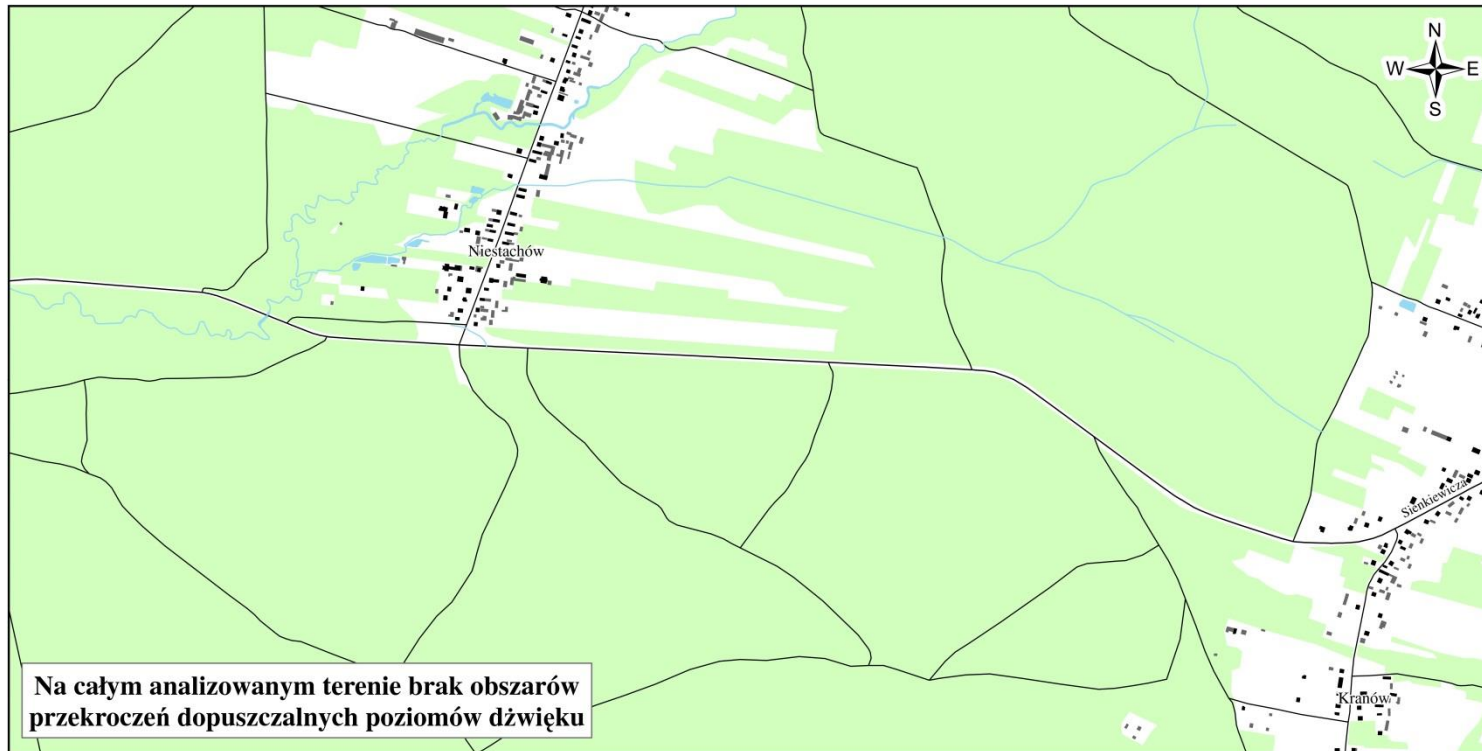 N
W E
S
Niestachów
Sienkiewicza
Kranów
Na całym analizowanym terenie brak obszarów
przekroczeń dopuszczalnych poziomów dźwięku